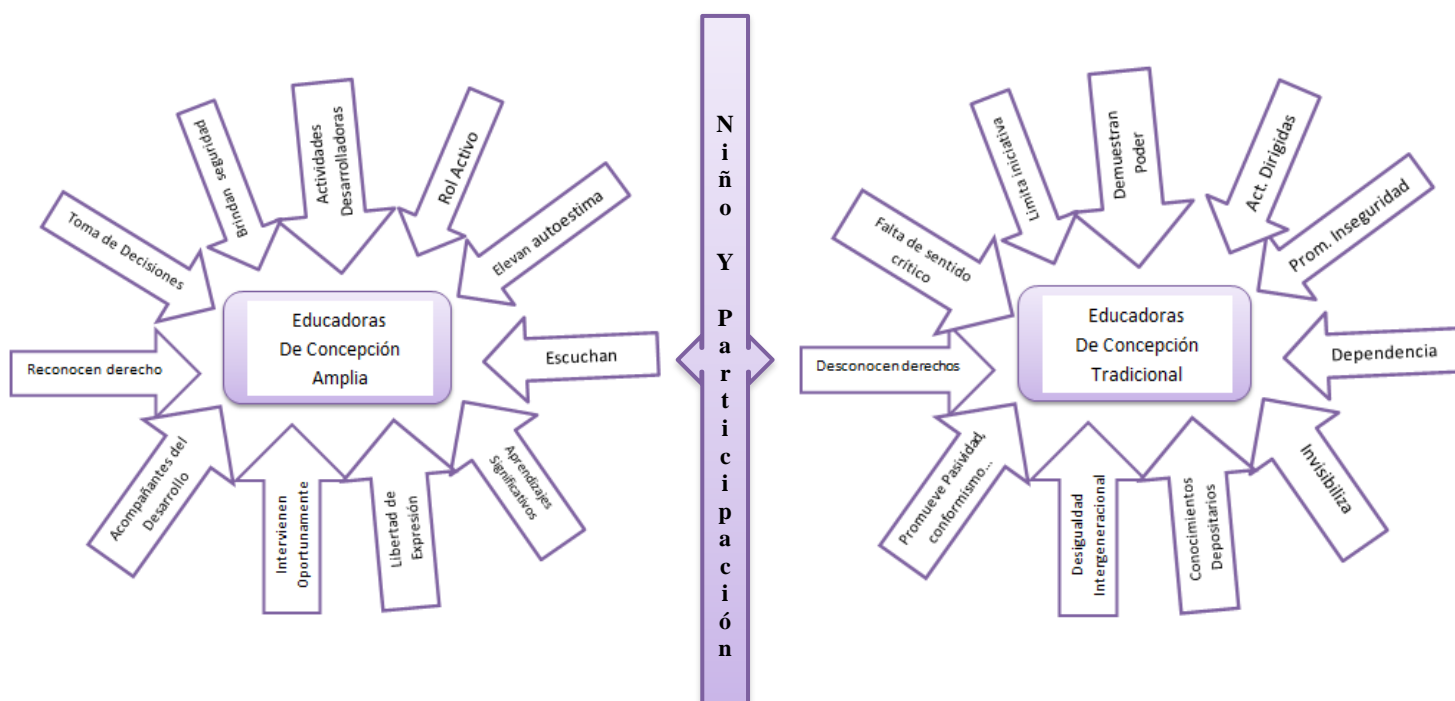 Brindan seguridad
Actividades
Desarrolladoras
Rol Activo
Toma de Decisiones
Elevan autoestima
Educadoras
De Concepción
Amplia
Reconocen derecho
Escuchan
Acompañantes del
Desarrollo
Intervienen
Oportunamente
Libertad de
Expresión
Aprendizajes
Significativos
Niño Y Participación
Limita iniciativa
Demuestran
Poder
Act. Dirigidas
Falta de sentido
crítico
Prom. Inseguridad
Educadoras
De Concepción
Tradicional
Desconocen derechos
Dependencia
Promueve Pasividad,
conformismo...
Desigualdad
Intergeneracional
Conocimientos
Depositarios
Invisibiliza